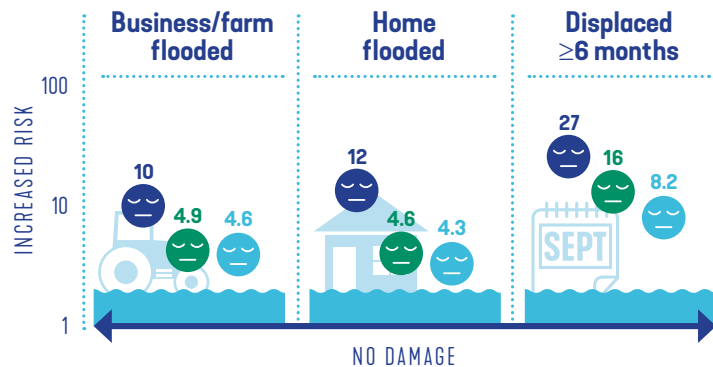 Business/farm
flooded
Home
flooded
Displaced
≥6 months
INCREASED RISK
100
10
1
10
4.9
4.6
12
4.6
4.3
27
16
8.2
SEPT
NO DAMAGE